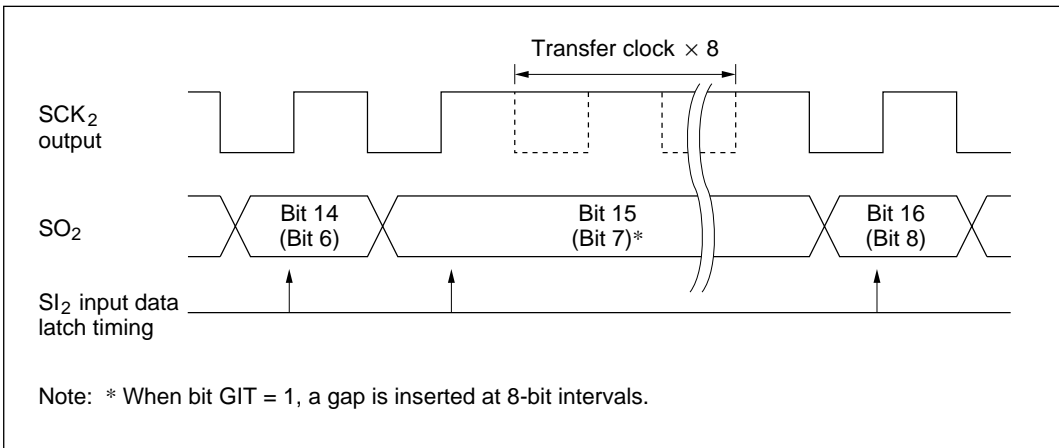 Transfer clock × 8
SCK2
output
SO2
Bit 14
(Bit 6)
Bit 15
(Bit 7)*
Bit 16
(Bit 8)
SI2 input data
latch timing
Note: * When bit GIT = 1, a gap is inserted at 8-bit intervals.